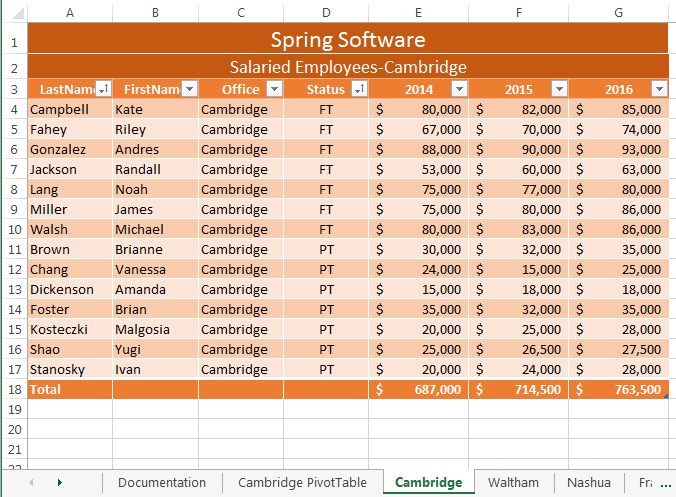 A B C D E F G
1 Spring Software
2 Salaried Employees-Cambridge
3 LastName FirstNam Office Status 2014 2015 2016
4 Campbell Kate Cambridge FT $ 80,000 $ 82,000 $ 85,000
5 Fahey Riley Cambridge FT $ 67,000 $ 70,000 $ 74,000
6 Gonzalez Andres Cambridge FT $ 88,000 $ 90,000 $ 93,000
7 Jackson Randall Cambridge FT $ 53,000 $ 60,000 $ 63,000
8 Lang Noah Cambridge FT $ 75,000 $ 77,000 $ 80,000
9 Miller James Cambridge FT $ 75,000 $ 80,000 $ 86,000
10 Walsh Michael Cambridge FT $ 80,000 $ 83,000 $ 86,000
11 Brown Brianne Cambridge PT $ 30,000 $ 32,000 $ 35,000
12 Chang Vanessa Cambridge PT $ 24,000 $ 15,000 $ 25,000
13 Dickenson Amanda Cambridge PT $ 15,000 $ 18,000 $ 18,000
14 Foster Brian Cambridge PT $ 35,000 $ 32,000 $ 35,000
15 Kosteczki Malgosia Cambridge PT $ 20,000 $ 25,000 $ 28,000
16 Shao Yugi Cambridge PT $ 25,000 $ 26,500 $ 27,500
17 Stanosky Ivan Cambridge PT $ 20,000 $ 24,000 $ 28,000
18 Total $ 687,000 $ 714,500 $ 763,500
19
20
21
22
Documentation Cambridge PivotTable Cambridge Waltham Nashua Fra ...